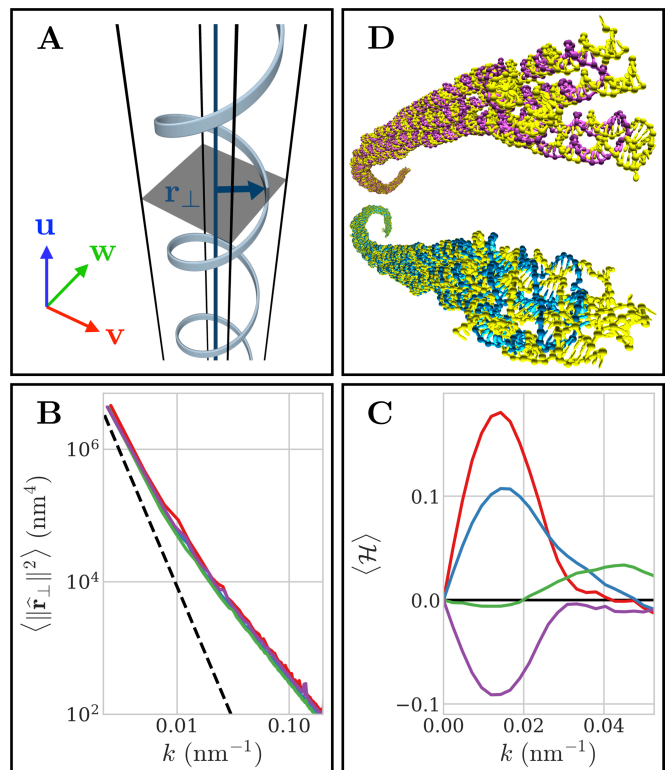 A
r⊥
u
w
v
D
B
⟨||r̂⊥||²⟩ (nm⁴)
10⁶
10⁴
10²
0.01
0.10
k (nm⁻¹)
C
⟨ℋ⟩
0.1
0.0
−0.1
0.00
0.02
0.04
k (nm⁻¹)